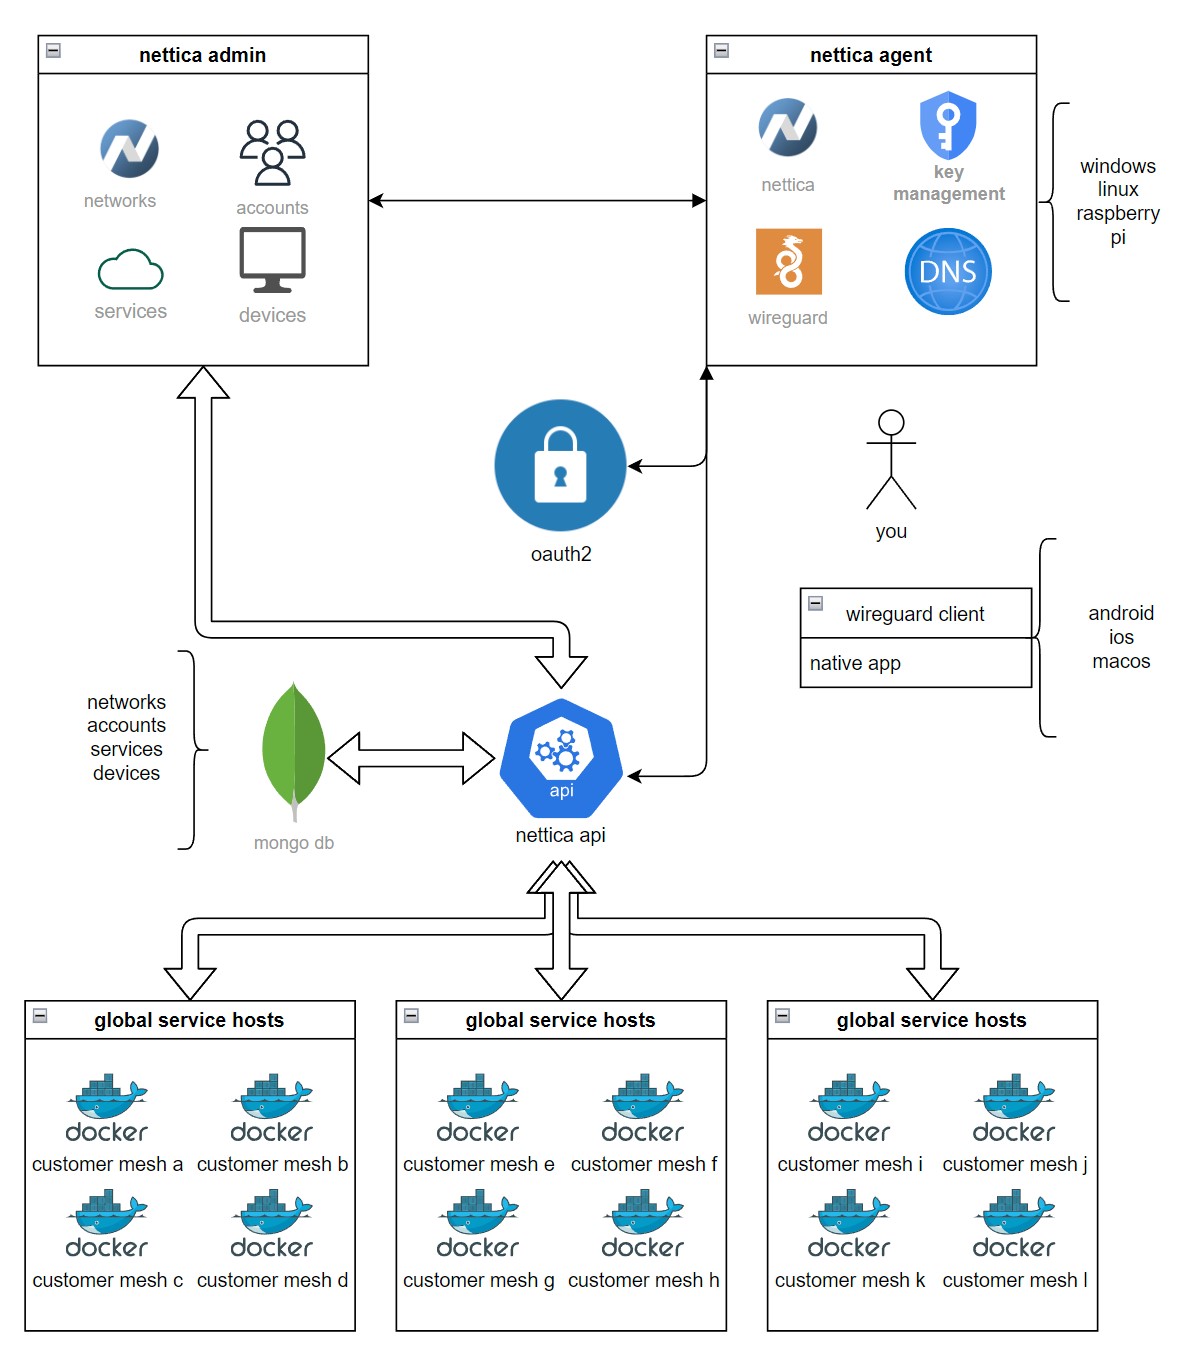 nettica admin
networks
accounts
services
devices
nettica agent
nettica
key
management
wireguard
DNS
windows
linux
raspberry
pi
oauth2
you
wireguard client
native app
android
ios
macos
networks
accounts
services
devices
mongo db
api
nettica api
global service hosts
docker
docker
customer mesh a
customer mesh b
docker
docker
customer mesh c
customer mesh d
global service hosts
docker
docker
customer mesh e
customer mesh f
docker
docker
customer mesh g
customer mesh h
global service hosts
docker
docker
customer mesh i
customer mesh j
docker
docker
customer mesh k
customer mesh l